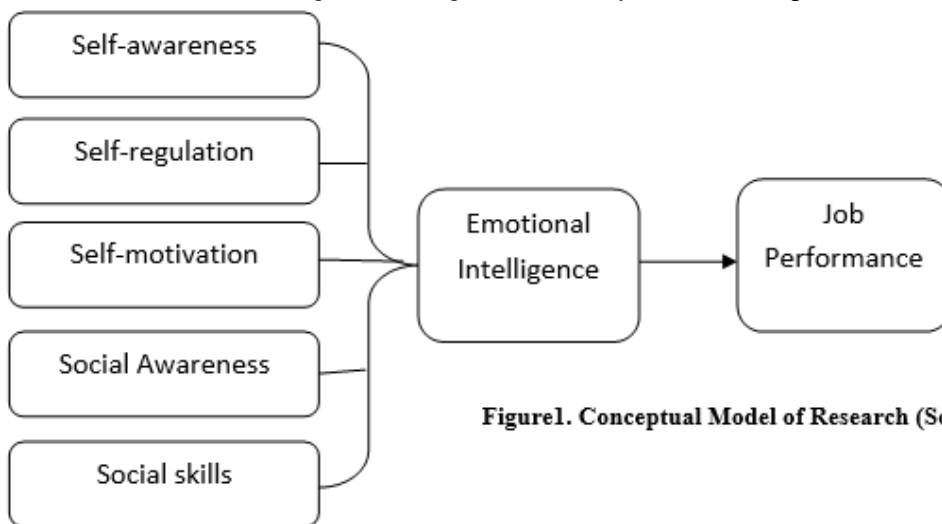 Self-awareness
Self-regulation
Self-motivation
Social Awareness
Social skills
Emotional
Intelligence
Job
Performance
Figure1. Conceptual Model of Research (